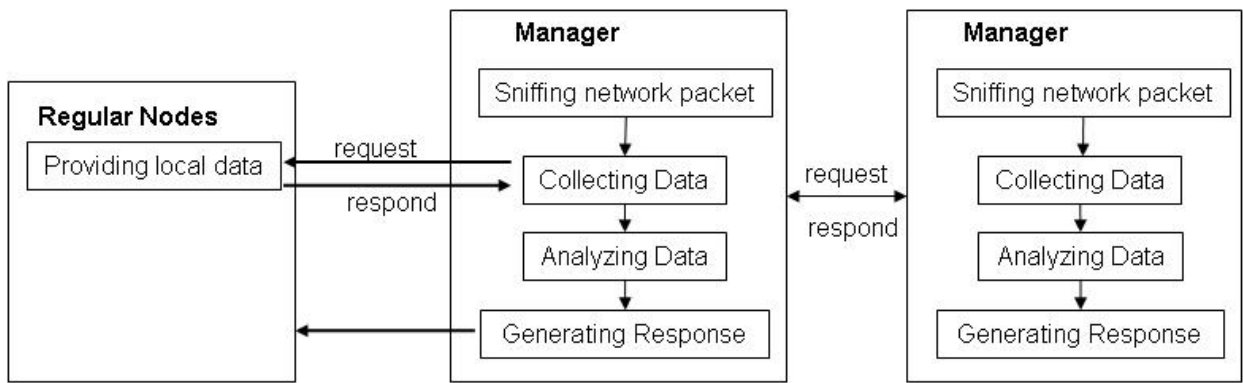 Regular Nodes
Providing local data
request
respond
Manager
Sniffing network packet
Collecting Data
Analyzing Data
Generating Response
request
respond
Manager
Sniffing network packet
Collecting Data
Analyzing Data
Generating Response